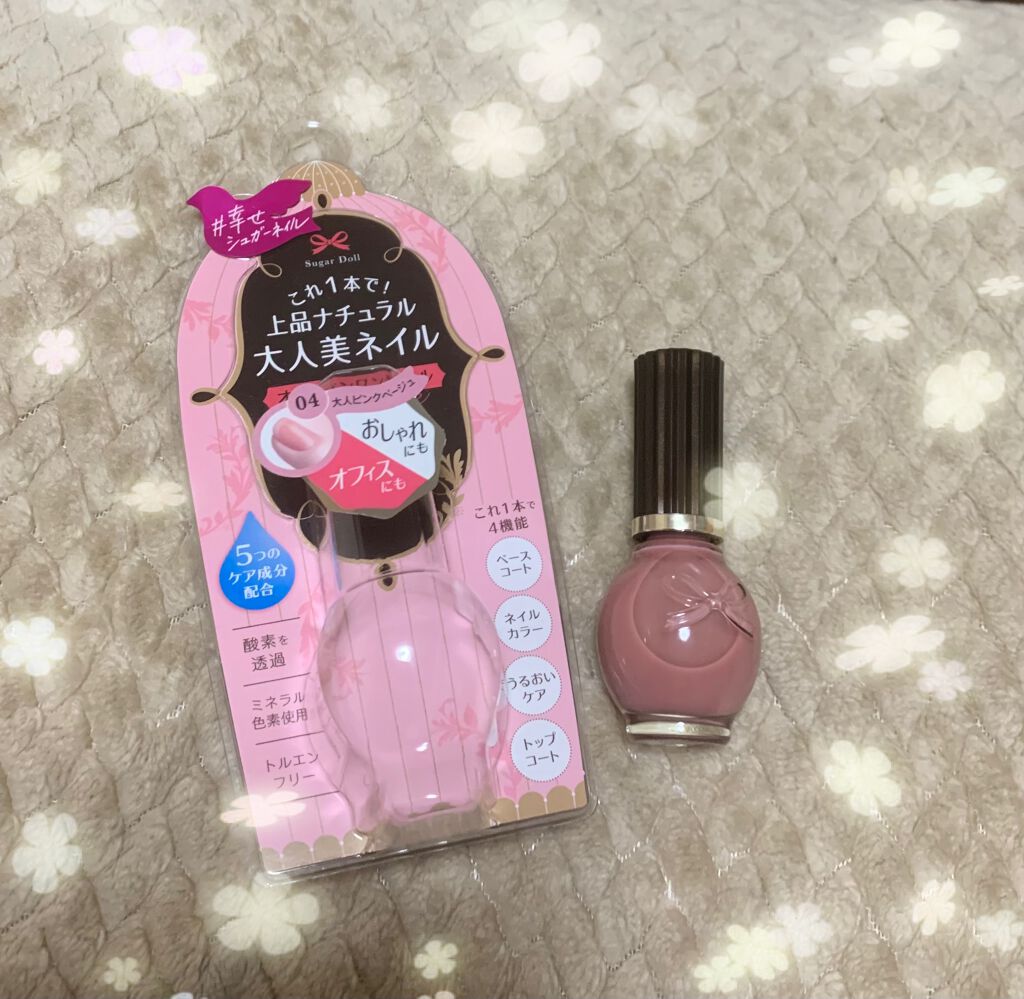 #幸せ
シュガーネイル
Sugar Doll
これ1本で!
上品ナチュラル
大人美ネイル
04
大人ピンクベージュ
おしゃれ
にも
オフィス
にも
5つの
ケア成分
配合
酸素を
透過
ミネラル
色素使用
トルエン
フリー
これ1本で
4機能
ベース
コート
ネイル
カラー
うるおい
ケア
トップ
コート